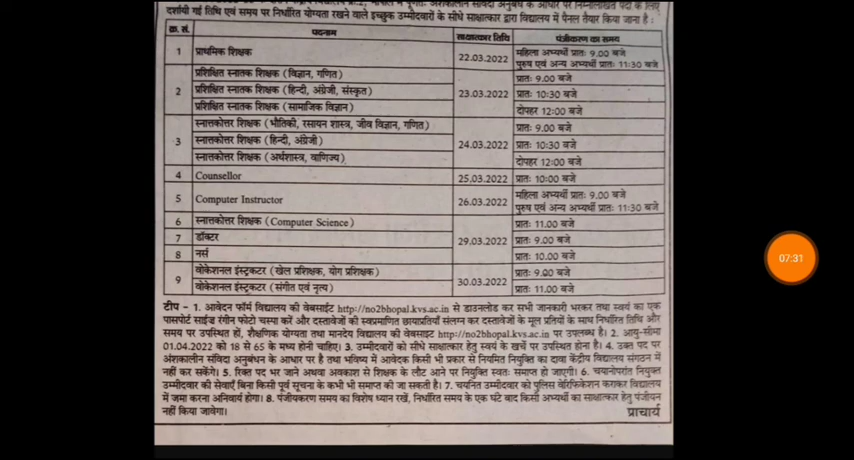 दर्शायी गई तिथि एवं समय पर निर्धारित योग्यता रखने वाले इच्छुक उम्मीदवारों के सीधे साक्षात्कार द्वारा विद्यालय में पैनल तैयार किया जाना है :
क्र. सं. पदनाम साक्षात्कार तिथि पंजीकरण का समय
1 प्राथमिक शिक्षक 22.03.2022 महिला अभ्यर्थी प्रातः 9.00 बजे
पुरुष एवं अन्य अभ्यर्थी प्रातः 11:30 बजे
2 प्रशिक्षित स्नातक शिक्षक (विज्ञान, गणित) 23.03.2022 प्रातः 9.00 बजे
प्रशिक्षित स्नातक शिक्षक (हिन्दी, अंग्रेजी, संस्कृत) प्रातः 10:30 बजे
प्रशिक्षित स्नातक शिक्षक (सामाजिक विज्ञान) दोपहर 12:00 बजे
3 स्नातकोत्तर शिक्षक (भौतिकी, रसायन शास्त्र, जीव विज्ञान, गणित) 24.03.2022 प्रातः 9.00 बजे
स्नातकोत्तर शिक्षक (हिन्दी, अंग्रेजी) प्रातः 10:30 बजे
स्नातकोत्तर शिक्षक (अर्थशास्त्र, वाणिज्य) दोपहर 12:00 बजे
4 Counsellor 25.03.2022 प्रातः 10:00 बजे
5 Computer Instructor 26.03.2022 महिला अभ्यर्थी प्रातः 9.00 बजे
पुरुष एवं अन्य अभ्यर्थी प्रातः 11:30 बजे
6 स्नातकोत्तर शिक्षक (Computer Science) 29.03.2022 प्रातः 11.00 बजे
7 डॉक्टर प्रातः 9.00 बजे
8 नर्स प्रातः 10.00 बजे
9 वोकेशनल इंस्ट्रक्टर (खेल प्रशिक्षक, योग प्रशिक्षक) 30.03.2022 प्रातः 9.00 बजे
वोकेशनल इंस्ट्रक्टर (संगीत एवं नृत्य) प्रातः 11.00 बजे
टीप - 1. आवेदन फॉर्म विद्यालय की वेबसाईट http://no2bhopal.kvs.ac.in से डाउनलोड कर सभी जानकारी भरकर तथा स्वयं का एक
पासपोर्ट साईड रंगीन फोटो चस्पा करें और दस्तावेजों की स्वप्रमाणित छायाप्रतियाँ संलग्न कर दस्तावेजों के मूल प्रतियों के साथ निर्धारित तिथि और
समय पर उपस्थित हों, शैक्षणिक योग्यता तथा मानदेय विद्यालय की वेबसाइट http://no2bhopal.kvs.ac.in पर उपलब्ध है। 2. आयु-सीमा
01.04.2022 को 18 से 65 के मध्य होनी चाहिए। 3. उम्मीदवारों को सीधे साक्षात्कार हेतु स्वयं के खर्चे पर उपस्थित होना है। 4. उक्त पद पर
अंशकालीन संविदा अनुबंधन के आधार पर है तथा भविष्य में आवेदक किसी भी प्रकार से नियमित नियुक्ति का दावा केंद्रीय विद्यालय संगठन में
नहीं कर सकेंगे। 5. रिक्त पद भर जाने अथवा अवकाश से शिक्षक के लौट आने पर नियुक्ति स्वतः समाप्त हो जाएगी। 6. चयनोपरांत नियुक्त
उम्मीदवार की सेवाएँ बिना किसी पूर्व सूचना के कभी भी समाप्त की जा सकती है। 7. चयनित उम्मीदवार को पुलिस वेरिफिकेशन कराकर विद्यालय
में जमा करना अनिवार्य होगा। 8. पंजीयकरण समय का विशेष ध्यान रखें, निर्धारित समय के एक घंटे बाद किसी अभ्यर्थी का साक्षात्कार हेतु पंजीयन
नहीं किया जावेगा। प्राचार्य
07:31